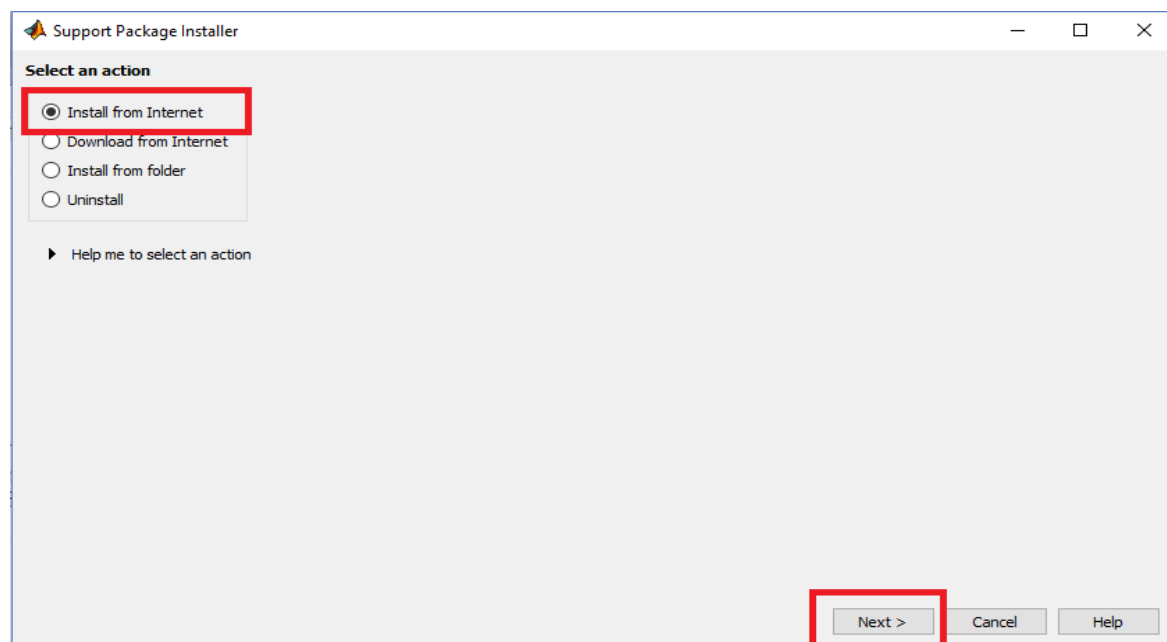 Support Package Installer
Select an action
Install from Internet
Download from Internet
Install from folder
Uninstall
Help me to select an action
Next > Cancel Help